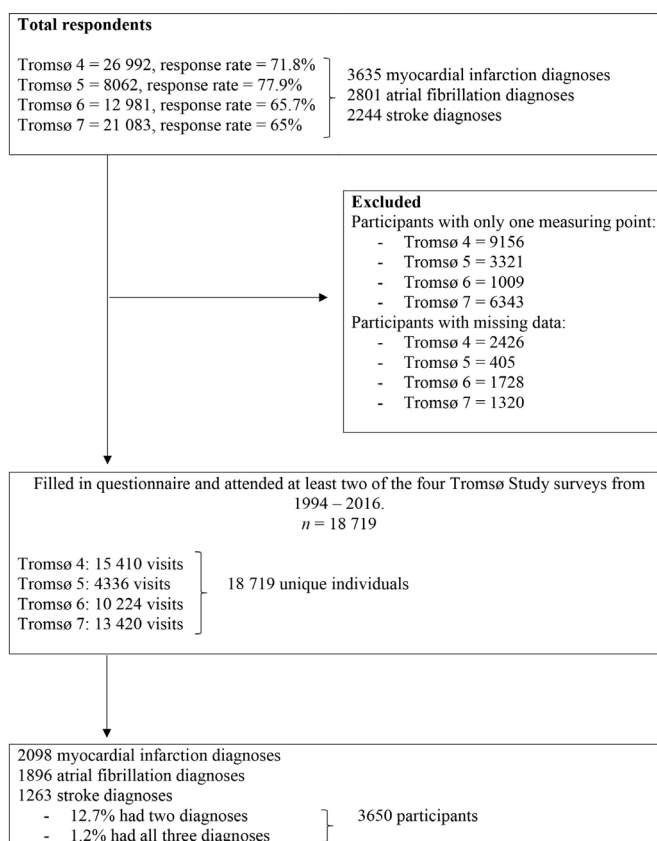 Total respondents
Tromsø 4 = 26 992, response rate = 71.8%
Tromsø 5 = 8062, response rate = 77.9%
Tromsø 6 = 12 981, response rate = 65.7%
Tromsø 7 = 21 083, response rate = 65%
3635 myocardial infarction diagnoses
2801 atrial fibrillation diagnoses
2244 stroke diagnoses
Excluded
Participants with only one measuring point:
- Tromsø 4 = 9156
- Tromsø 5 = 3321
- Tromsø 6 = 1009
- Tromsø 7 = 6343
Participants with missing data:
- Tromsø 4 = 2426
- Tromsø 5 = 405
- Tromsø 6 = 1728
- Tromsø 7 = 1320
Filled in questionnaire and attended at least two of the four Tromsø Study surveys from
1994 – 2016.
n = 18 719
Tromsø 4: 15 410 visits
Tromsø 5: 4336 visits
Tromsø 6: 10 224 visits
Tromsø 7: 13 420 visits
18 719 unique individuals
2098 myocardial infarction diagnoses
1896 atrial fibrillation diagnoses
1263 stroke diagnoses
- 12.7% had two diagnoses
- 1.2% had all three diagnoses
3650 participants